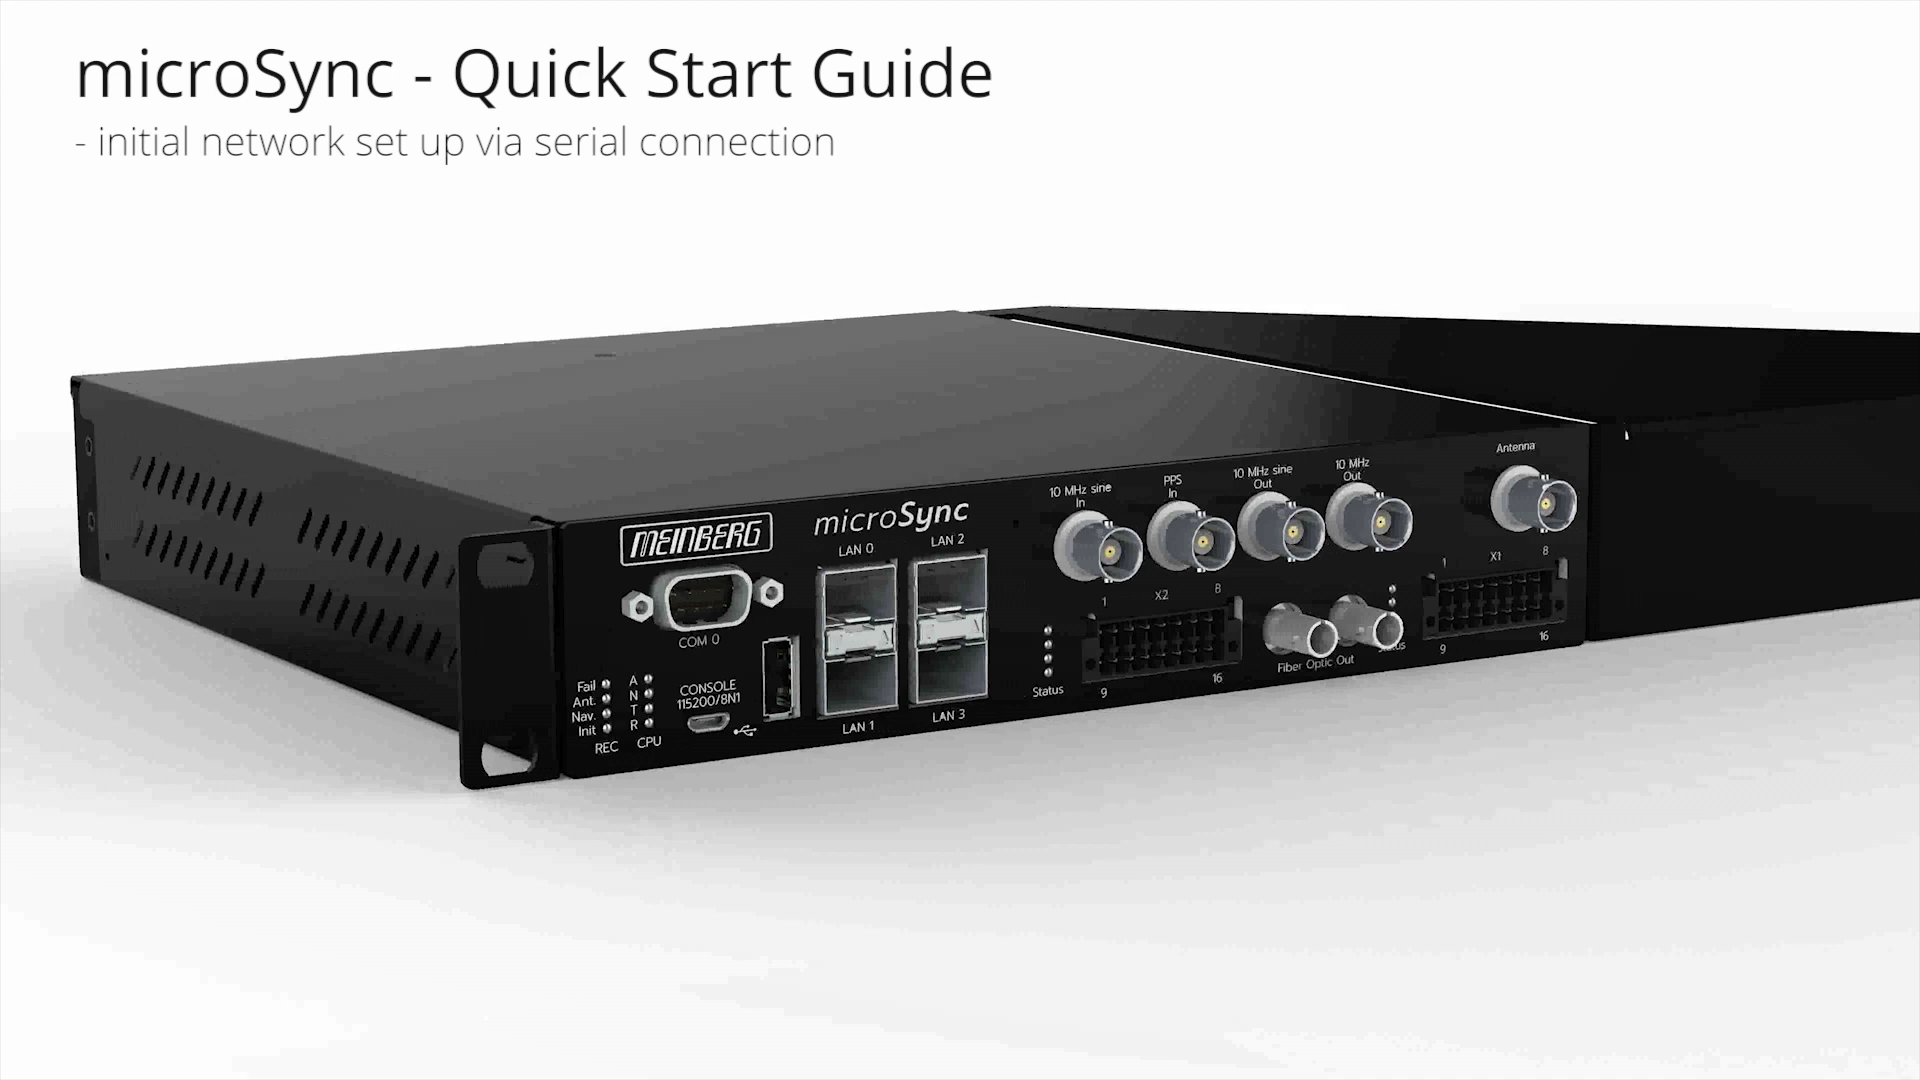 microSync - Quick Start Guide
- initial network set up via serial connection
MEINBERG
microSync
COM 0
LAN 0
LAN 2
LAN 1
LAN 3
Fail
Ant.
Nav.
Init
REC
A
N
T
R
CPU
CONSOLE
115200/8N1
10 MHz sine
In
PPS
In
10 MHz sine
Out
10 MHz
Out
Antenna
1 X2 8
9 16
Status
Fiber Optic Out
1 X1 8
9 16